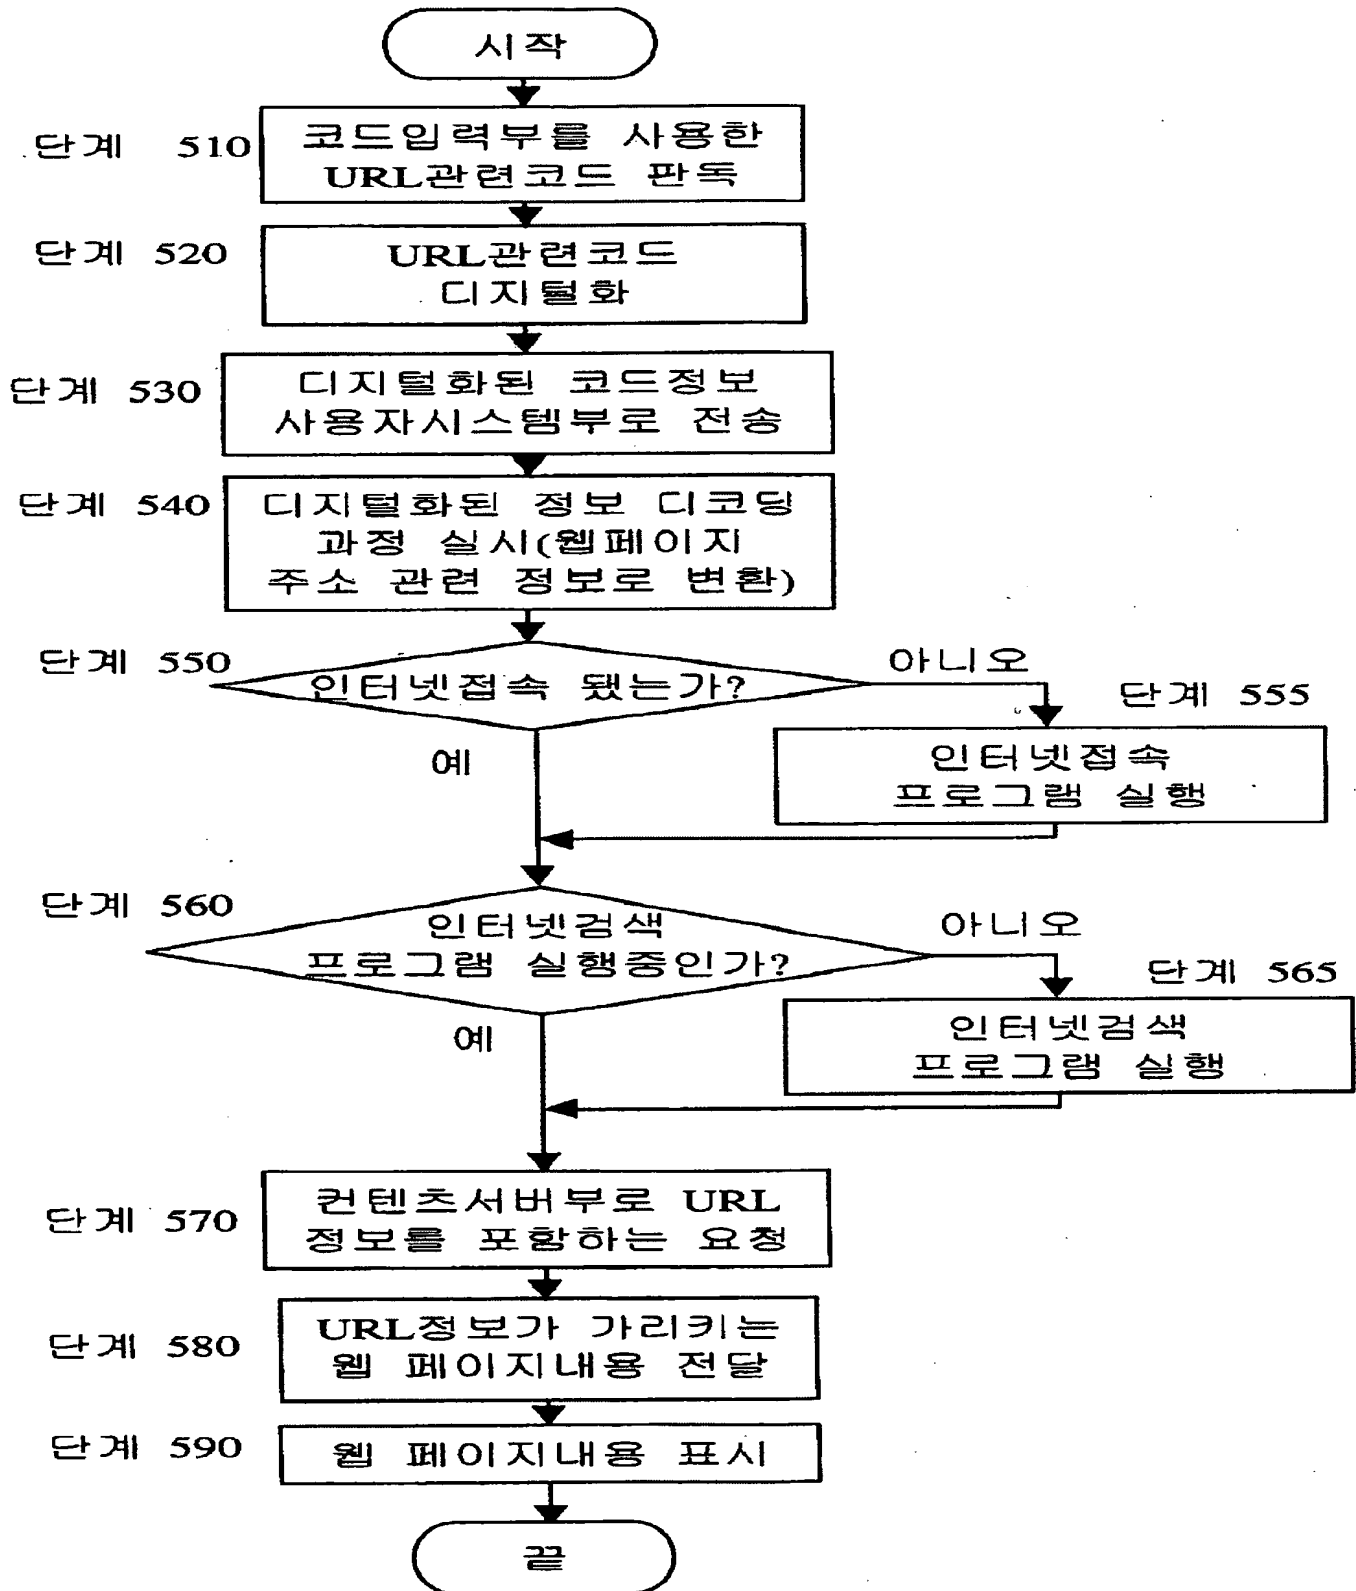 시작
단계 510
코드입력부를 사용한
URL관련코드 판독
단계 520
URL관련코드
디지털화
단계 530
디지털화된 코드정보
사용자시스템부로 전송
단계 540
디지털화된 정보 디코딩
과정 실시(웹페이지
주소 관련 정보로 변환)
단계 550
인터넷접속 됐는가?
아니오
단계 555
예
인터넷접속
프로그램 실행
단계 560
인터넷검색
프로그램 실행중인가?
아니오
단계 565
예
인터넷검색
프로그램 실행
단계 570
컨텐츠서버부로 URL
정보를 포함하는 요청
단계 580
URL정보가 가리키는
웹 페이지내용 전달
단계 590
웹 페이지내용 표시
끝